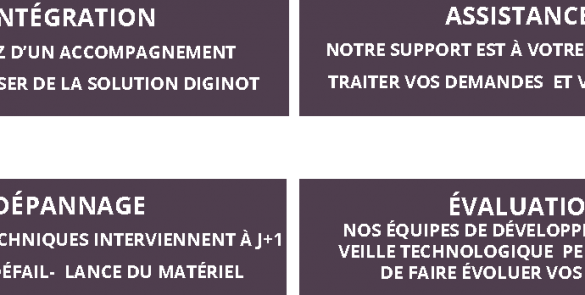 NTÉGRATION
Z D'UN ACCOMPAGNEMENT
SER DE LA SOLUTION DIGINOT
ASSISTANCE
NOTRE SUPPORT EST À VOTRE
TRAITER VOS DEMANDES ET V
DÉPANNAGE
CHNIQUES INTERVIENNENT À J+1
DÉFAIL- LANCE DU MATÉRIEL
ÉVALUATIO
NOS ÉQUIPES DE DÉVELOPP
VEILLE TECHNOLOGIQUE PE
DE FAIRE ÉVOLUER VOS